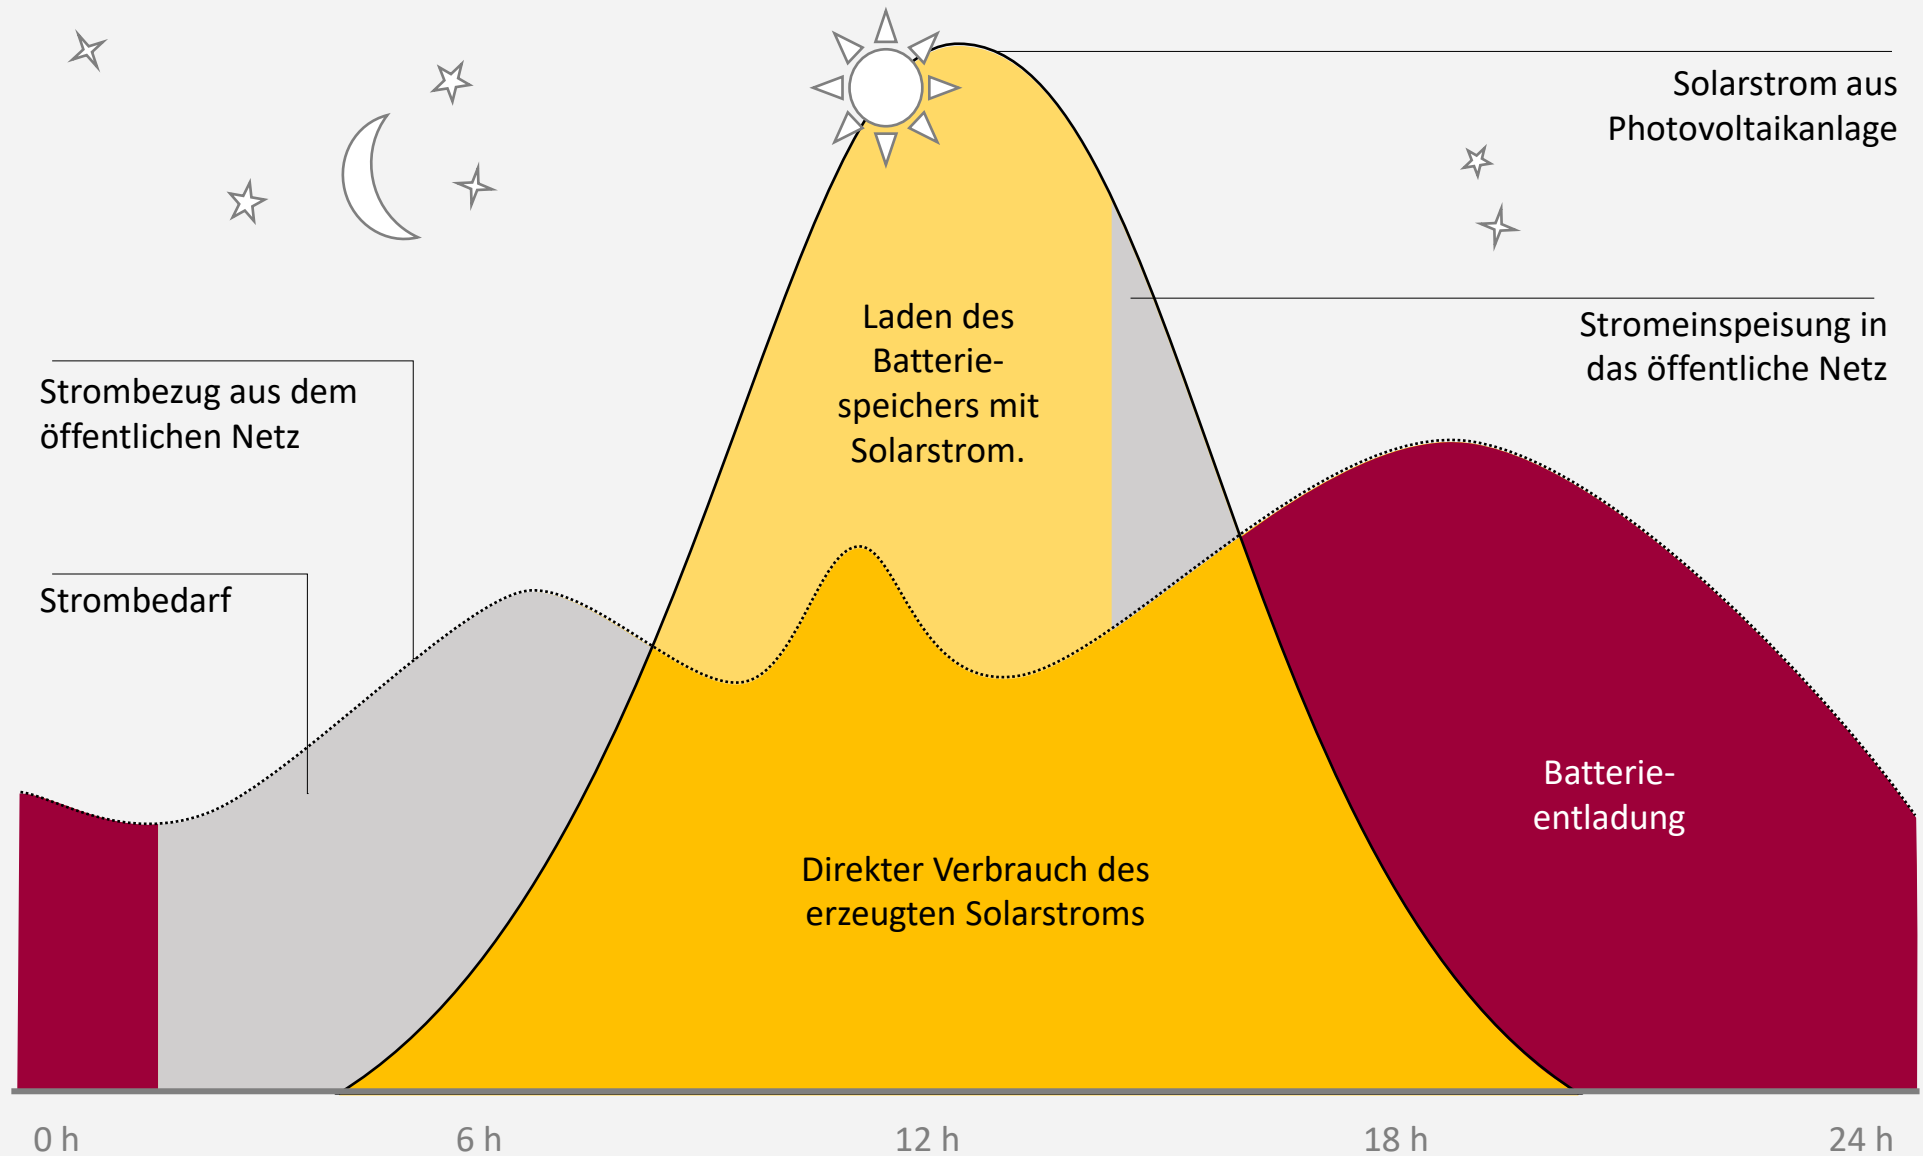 Solarstrom aus
Photovoltaikanlage
Laden des
Batterie-
speichers mit
Solarstrom.
Stromeinspeisung in
das öffentliche Netz
Strombezug aus dem
öffentlichen Netz
Strombedarf
Batterie-
entladung
Direkter Verbrauch des
erzeugten Solarstroms
0 h 6 h 12 h 18 h 24 h